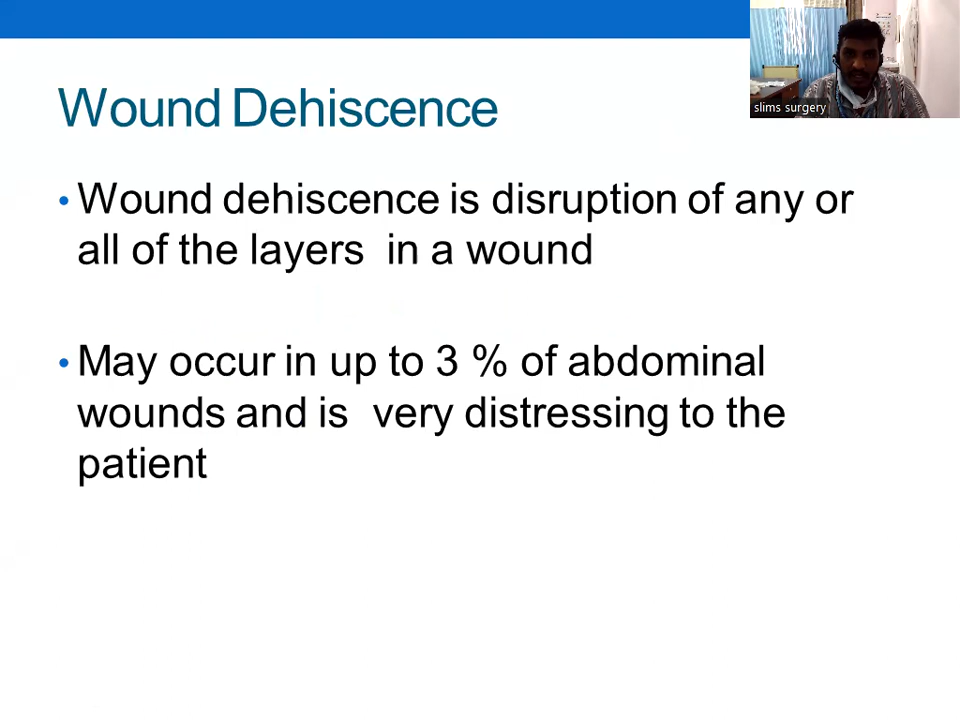 slims surgery
Wound Dehiscence
• Wound dehiscence is disruption of any or
all of the layers in a wound
• May occur in up to 3 % of abdominal
wounds and is very distressing to the
patient